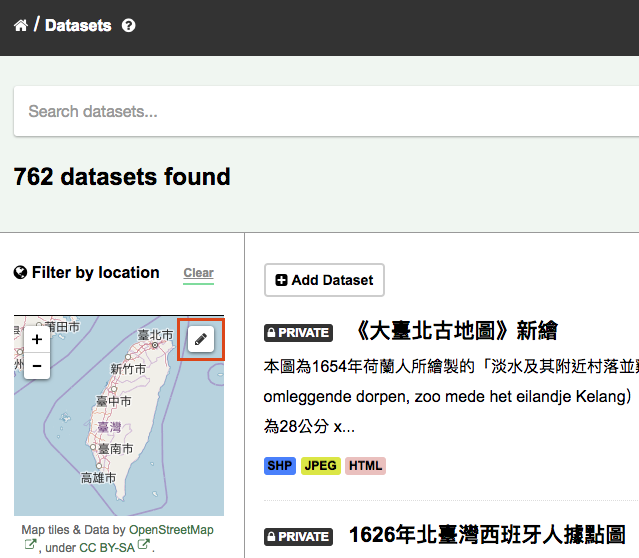 / Datasets ?
Search datasets...
762 datasets found
Filter by location Clear
莆田市
+
−
州
臺北市
新竹市
臺中市
臺灣
臺南市
高雄市
Map tiles & Data by OpenStreetMap
, under CC BY-SA .
Add Dataset
PRIVATE 《大臺北古地圖》新繪
本圖為1654年荷蘭人所繪製的「淡水及其附近村落並
omleggende dorpen, zoo mede het eilandje Kelang）
為28公分 x...
SHP JPEG HTML
PRIVATE 1626年北臺灣西班牙人據點圖